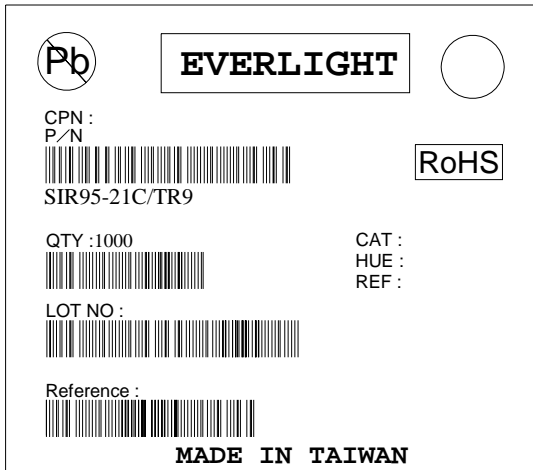 Pb
EVERLIGHT
CPN :
P/N
RoHS
SIR95-21C/TR9
QTY :1000
CAT :
HUE :
REF :
LOT NO :
Reference :
MADE IN TAIWAN